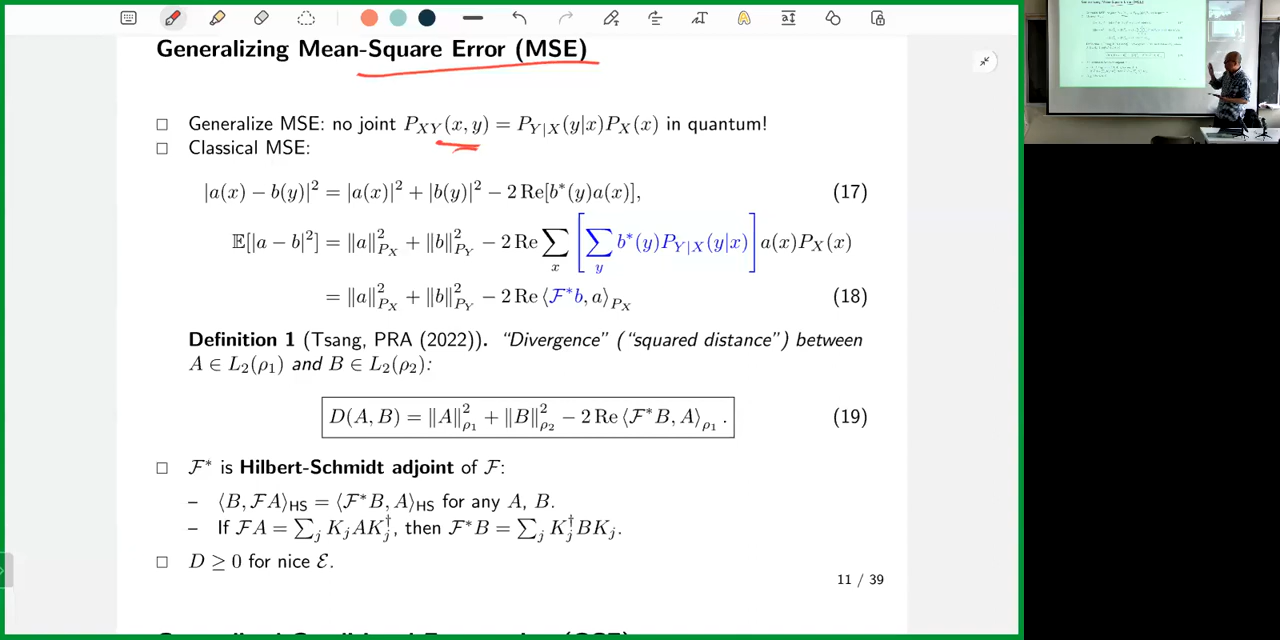 Generalizing Mean-Square Error (MSE)
□ Generalize MSE: no joint P_{XY}(x, y) = P_{Y|X}(y|x)P_X(x) in quantum!
□ Classical MSE:
|a(x) − b(y)|² = |a(x)|² + |b(y)|² − 2 Re[b*(y)a(x)], (17)
𝔼[|a − b|²] = ‖a‖²_{P_X} + ‖b‖²_{P_Y} − 2 Re ∑_x [∑_y b*(y)P_{Y|X}(y|x)] a(x)P_X(x)
= ‖a‖²_{P_X} + ‖b‖²_{P_Y} − 2 Re ⟨ℱ*b, a⟩_{P_X} (18)
Definition 1 (Tsang, PRA (2022)). “Divergence” (“squared distance”) between
A ∈ L₂(ρ₁) and B ∈ L₂(ρ₂):
D(A, B) = ‖A‖²_{ρ₁} + ‖B‖²_{ρ₂} − 2 Re ⟨ℱ*B, A⟩_{ρ₁} . (19)
□ ℱ* is Hilbert-Schmidt adjoint of ℱ:
– ⟨B, ℱA⟩_{HS} = ⟨ℱ*B, A⟩_{HS} for any A, B.
– If ℱA = ∑_j K_j A K_j^†, then ℱ*B = ∑_j K_j^† B K_j.
□ D ≥ 0 for nice ℰ.
11 / 39